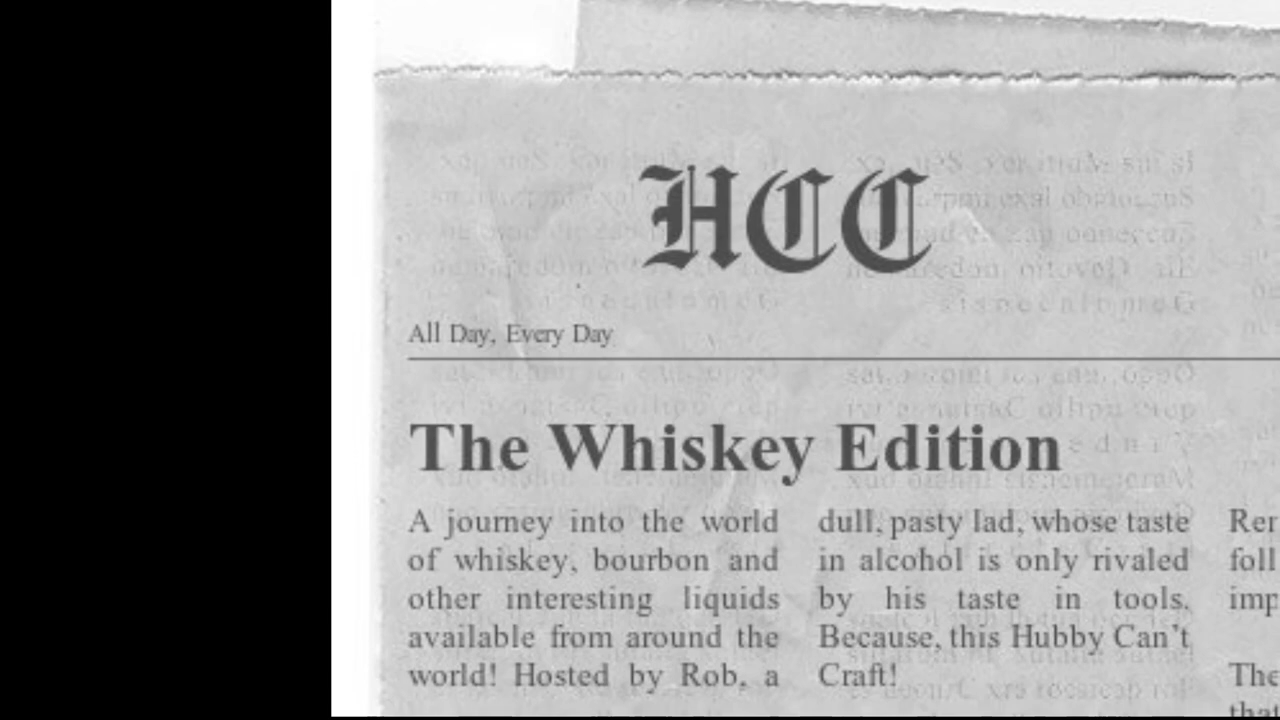 HCC
All Day, Every Day
The Whiskey Edition
A journey into the world
of whiskey, bourbon and
other interesting liquids
available from around the
world! Hosted by Rob, a
dull, pasty lad, whose taste
in alcohol is only rivaled
by his taste in tools.
Because, this Hubby Can't
Craft!
The